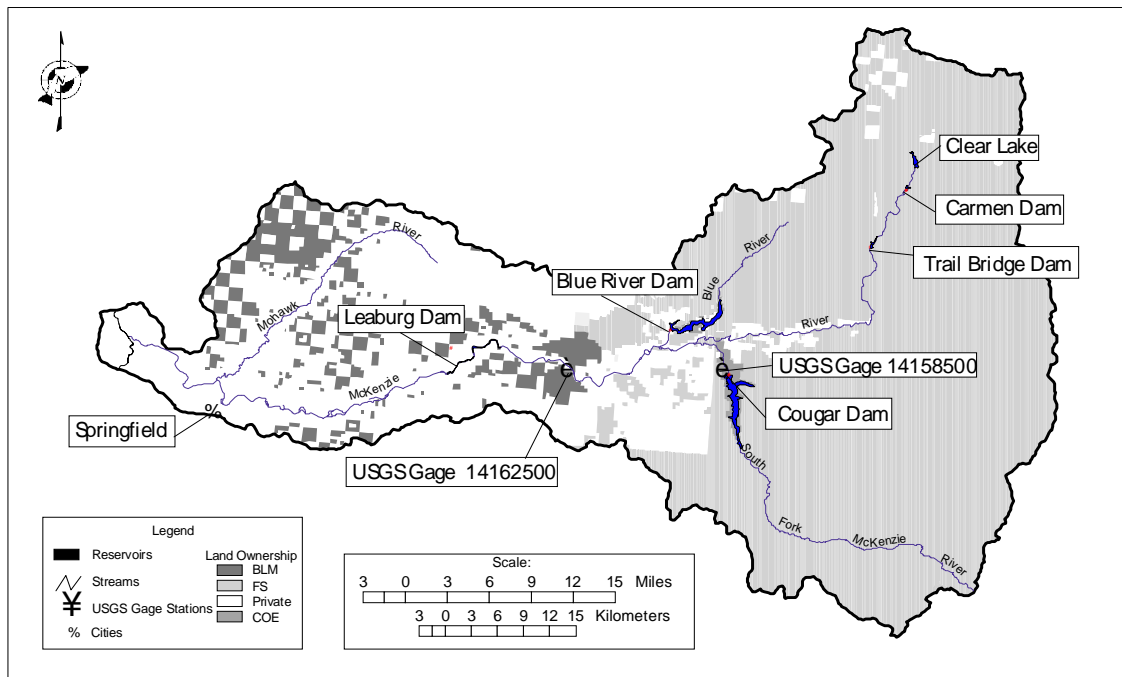 N
Clear Lake
Carmen Dam
Trail Bridge Dam
River
River
Blue
Blue River Dam
Mohawk
Leaburg Dam
River
USGS Gage 14158500
McKenzie
Cougar Dam
Springfield
%
USGS Gage 14162500
South
Fork
McKenzie
River
Legend
Reservoirs
Streams
¥ USGS Gage Stations
% Cities
Land Ownership
BLM
FS
Private
COE
Scale:
3 0 3 6 9 12 15 Miles
3 0 3 6 9 12 15 Kilometers